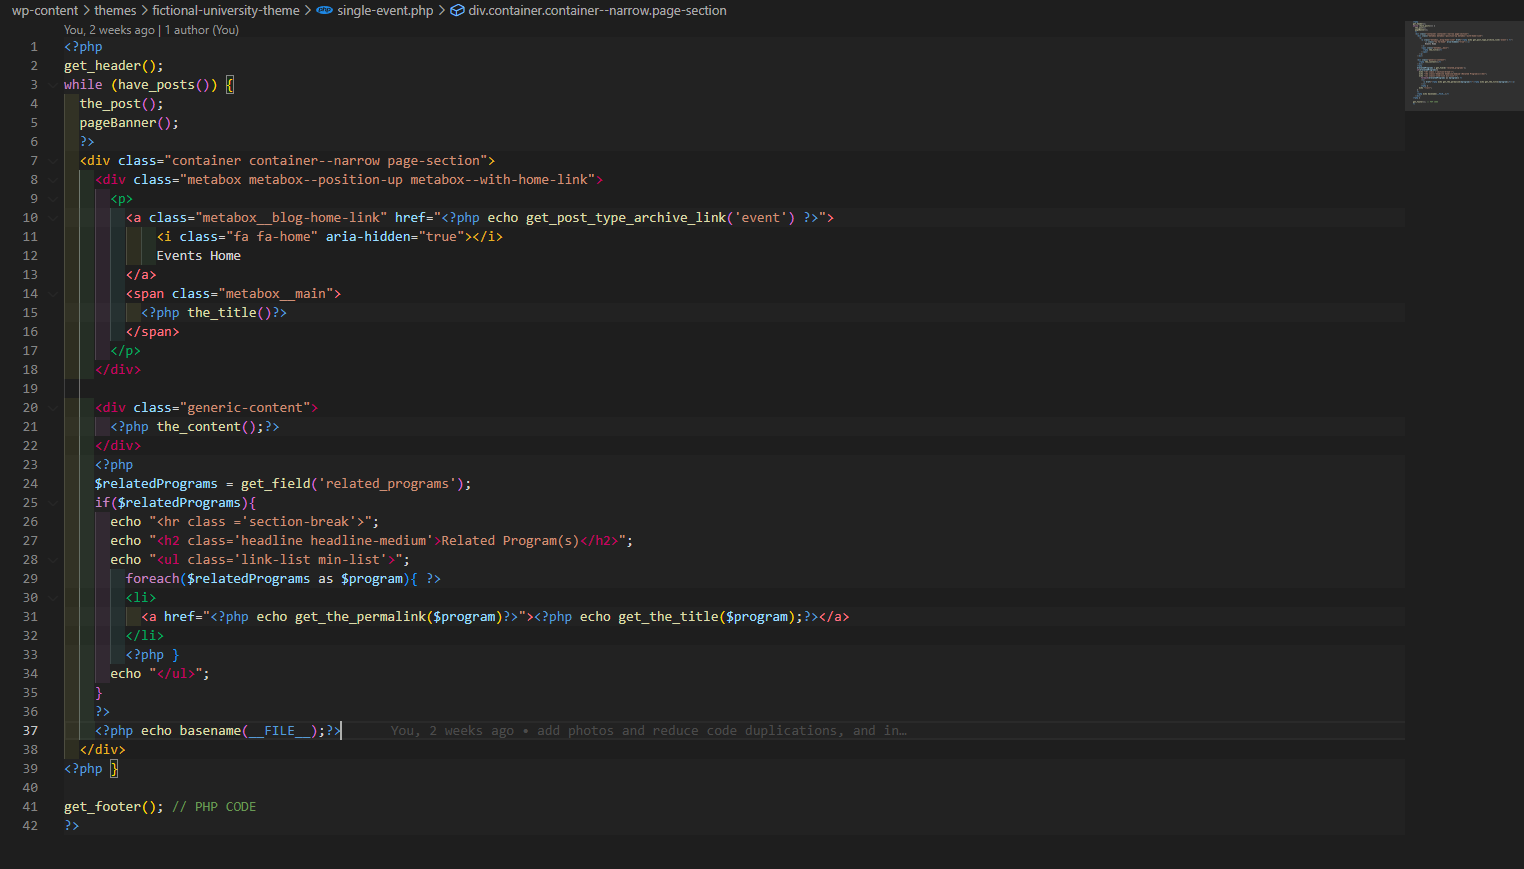 wp-content > themes > fictional-university-theme > single-event.php > div.container.container--narrow.page-section
You, 2 weeks ago | 1 author (You)
1 <?php
2 get_header();
3 while (have_posts()) {
4   the_post();
5   pageBanner();
6   ?>
7   <div class="container container--narrow page-section">
8     <div class="metabox metabox--position-up metabox--with-home-link">
9       <p>
10         <a class="metabox__blog-home-link" href="<?php echo get_post_type_archive_link('event') ?>">
11             <i class="fa fa-home" aria-hidden="true"></i>
12             Events Home
13         </a>
14         <span class="metabox__main">
15           <?php the_title()?>
16         </span>
17       </p>
18     </div>
19
20     <div class="generic-content">
21       <?php the_content();?>
22     </div>
23     <?php
24     $relatedPrograms = get_field('related_programs');
25     if($relatedPrograms){
26       echo "<hr class ='section-break'>";
27       echo "<h2 class='headline headline-medium'>Related Program(s)</h2>";
28       echo "<ul class='link-list min-list'>";
29         foreach($relatedPrograms as $program){ ?>
30         <li>
31           <a href="<?php echo get_the_permalink($program)?>"><?php echo get_the_title($program);?></a>
32         </li>
33         <?php }
34       echo "</ul>";
35     }
36     ?>
37     <?php echo basename(__FILE__);?> You, 2 weeks ago • add photos and reduce code duplications, and in…
38   </div>
39 <?php }
40
41 get_footer(); // PHP CODE
42 ?>